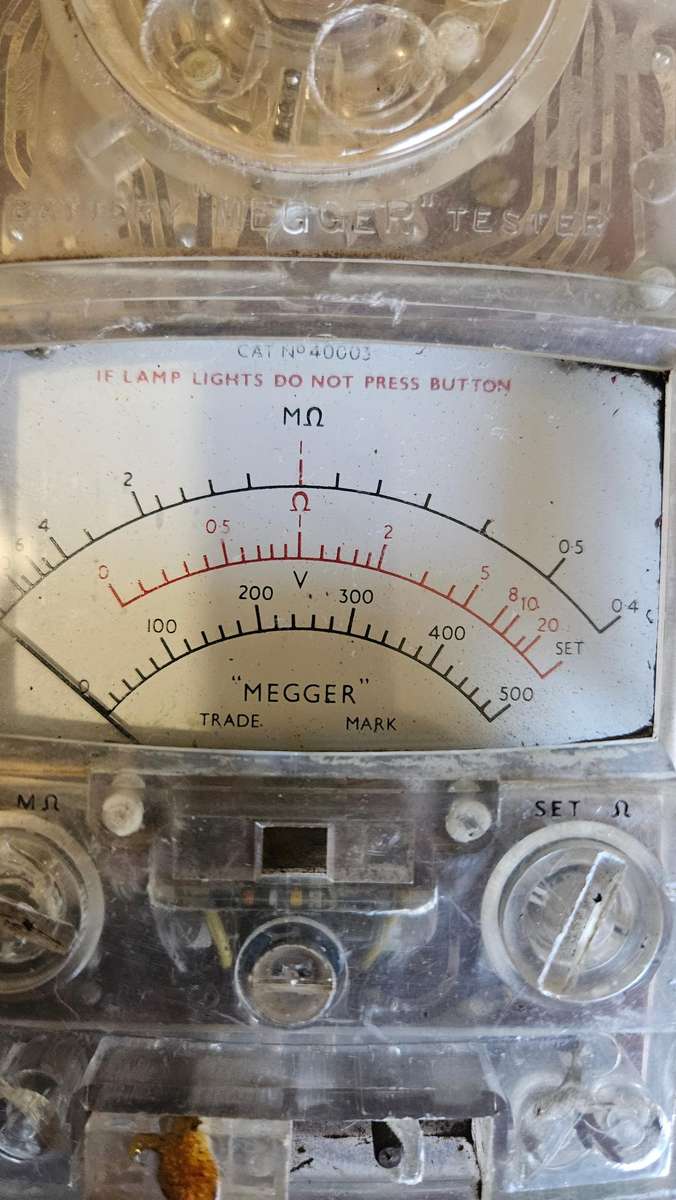 BATTERY "MEGGER" TESTER
CAT Nº 40003
IF LAMP LIGHTS DO NOT PRESS BUTTON
MΩ
6 4 2 0·5 0·4
Ω
0 0·5 2 5 8 10 20 SET
V
0 100 200 300 400 500
"MEGGER"
TRADE MARK
MΩ
SET Ω